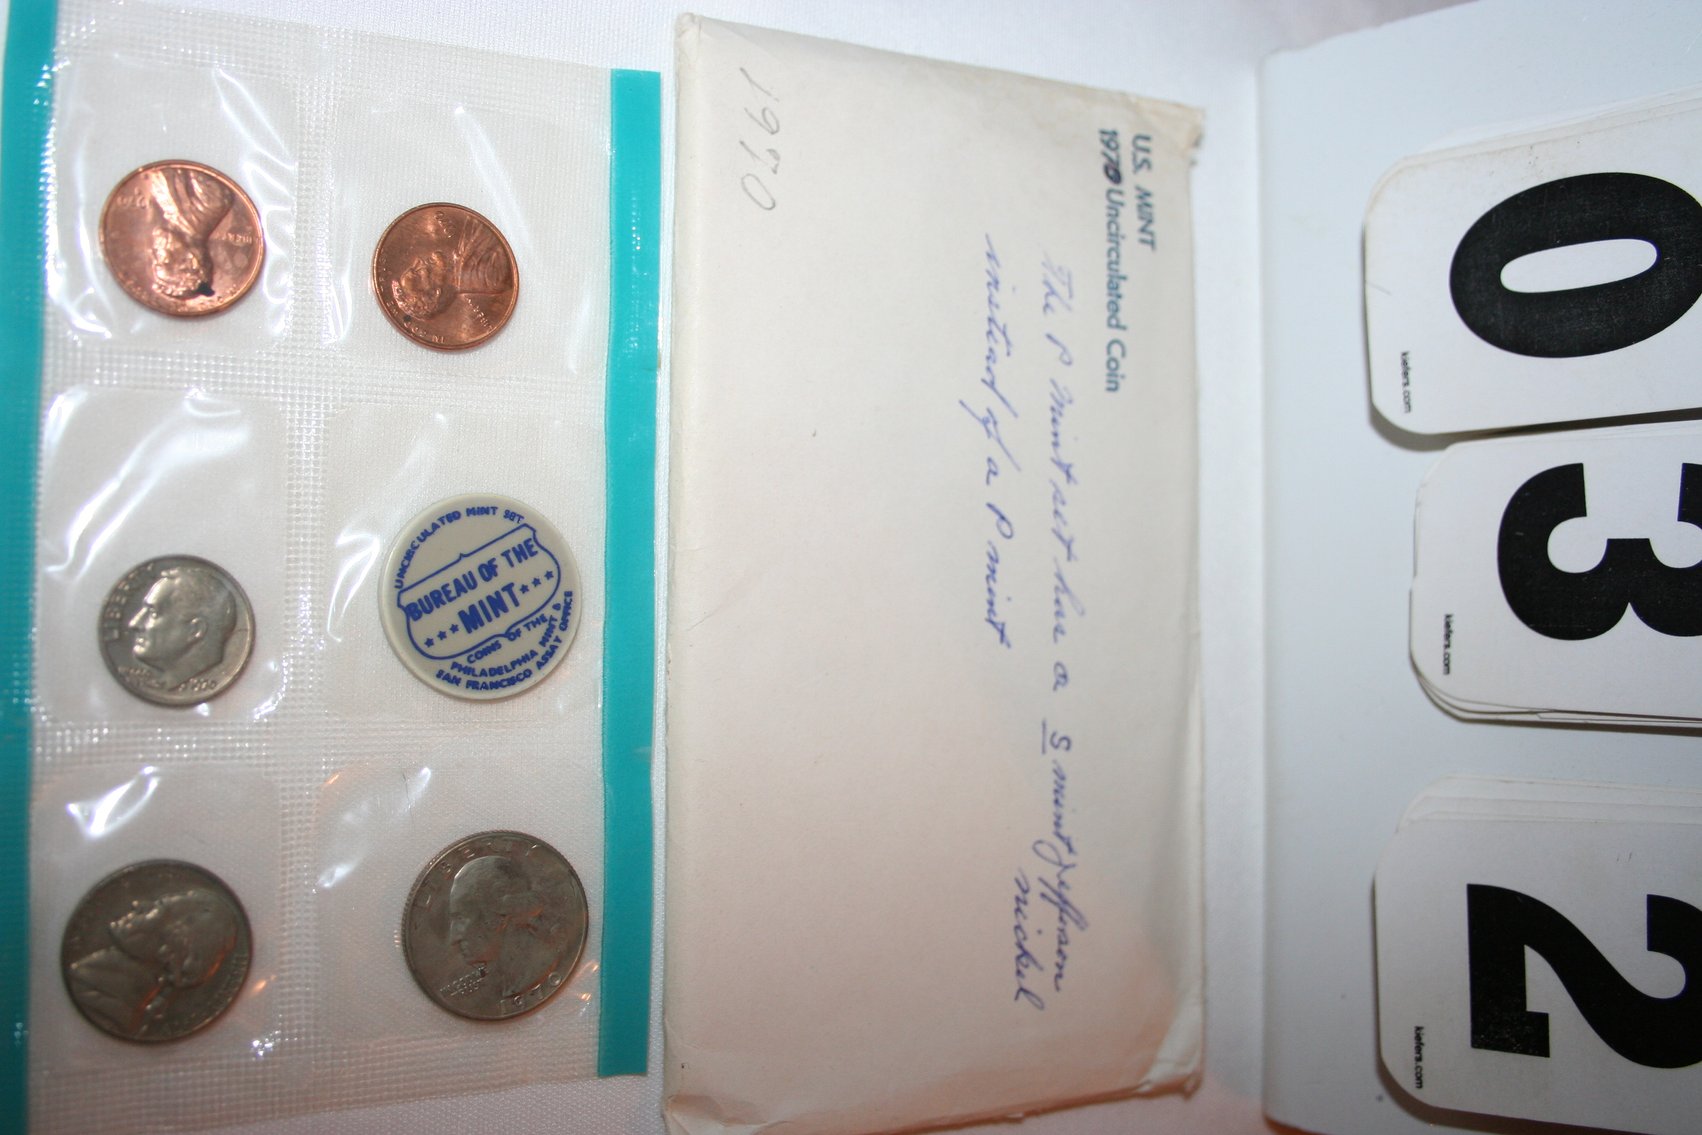 U.S. MINT
1970 Uncirculated Coin
The P mint set has a S mint Jefferson
nickel
instead of a P mint
1970
UNCIRCULATED MINT SET
BUREAU OF THE
MINT
COINS OF THE
PHILADELPHIA MINT &
SAN FRANCISCO ASSAY OFFICE
LIBERTY
LIBERTY
1970
0
kiefers.com
3
kiefers.com
2
kiefers.com